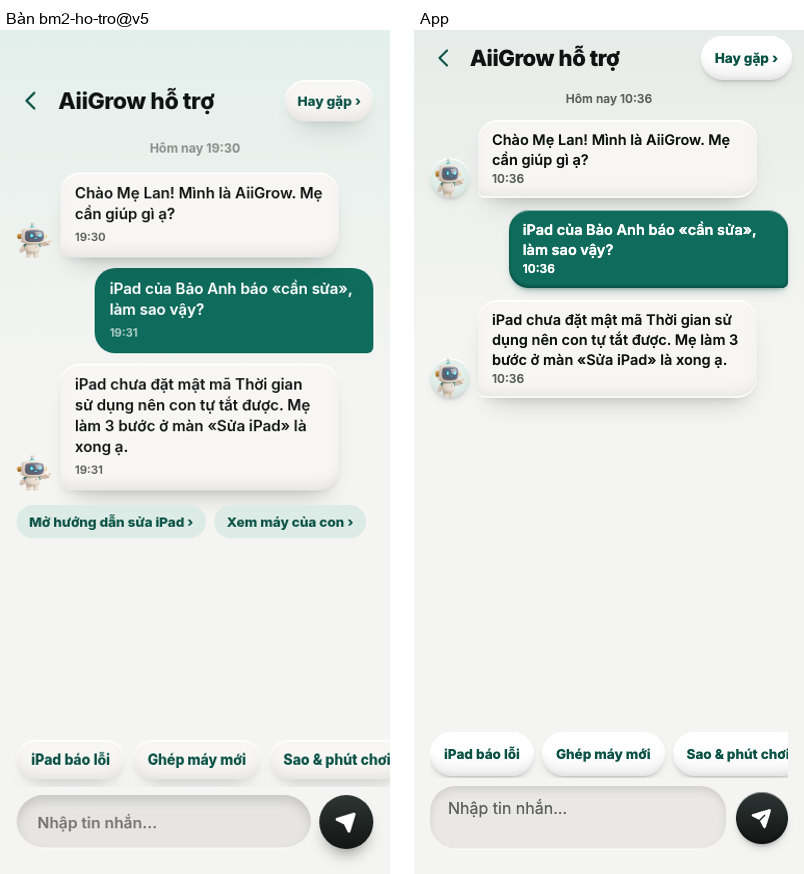 Bản bm2-ho-tro@v5
AiiGrow hỗ trợ
Hay gặp ›
Hôm nay 19:30
Chào Mẹ Lan! Mình là AiiGrow. Mẹ
cần giúp gì ạ?
19:30
iPad của Bảo Anh báo «cần sửa»,
làm sao vậy?
19:31
iPad chưa đặt mật mã Thời gian
sử dụng nên con tự tắt được. Mẹ
làm 3 bước ở màn «Sửa iPad» là
xong ạ.
19:31
Mở hướng dẫn sửa iPad ›
Xem máy của con ›
iPad báo lỗi
Ghép máy mới
Sao & phút chơi
Nhập tin nhắn...
App
AiiGrow hỗ trợ
Hay gặp ›
Hôm nay 10:36
Chào Mẹ Lan! Mình là AiiGrow. Mẹ
cần giúp gì ạ?
10:36
iPad của Bảo Anh báo «cần sửa»,
làm sao vậy?
10:36
iPad chưa đặt mật mã Thời gian sử
dụng nên con tự tắt được. Mẹ làm 3
bước ở màn «Sửa iPad» là xong ạ.
10:36
iPad báo lỗi
Ghép máy mới
Sao & phút chơi
Nhập tin nhắn...